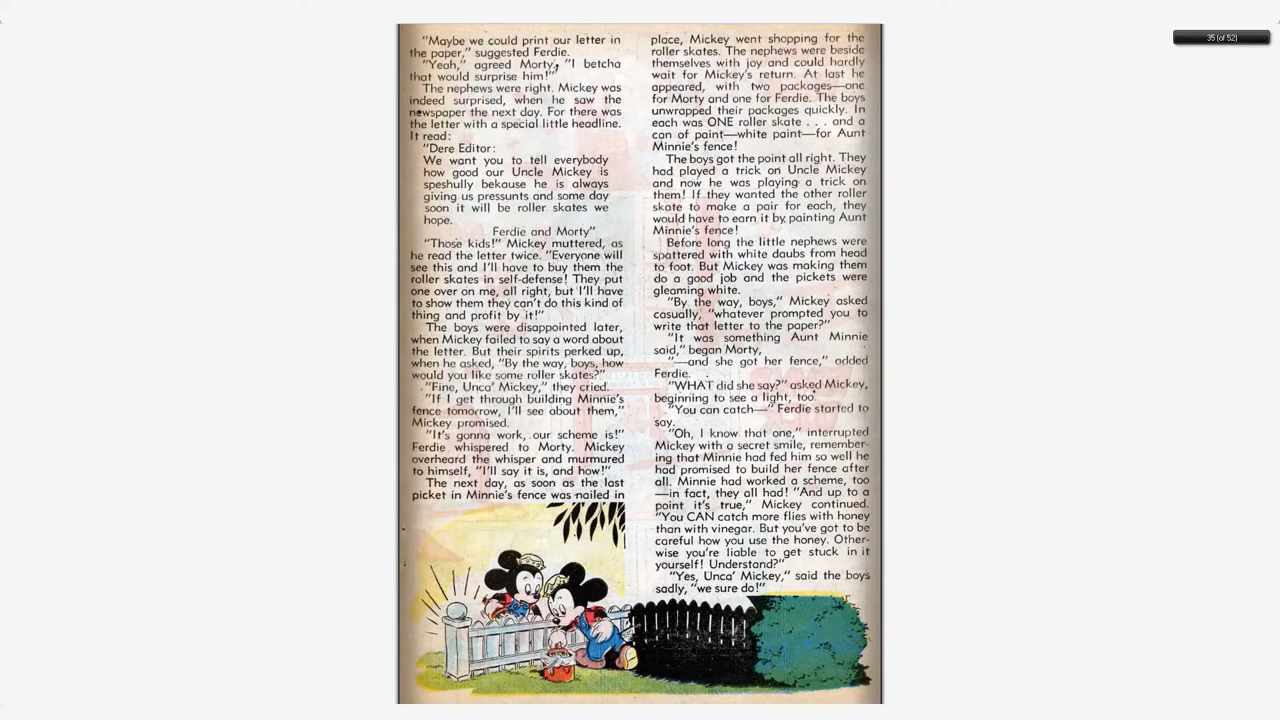 "Maybe we could print our letter in
the paper," suggested Ferdie.
"Yeah," agreed Morty, "I betcha
that would surprise him!"
The nephews were right. Mickey was
indeed surprised, when he saw the
newspaper the next day. For there was
the letter with a special little headline.
It read:
"Dere Editor:
We want you to tell everybody
how good our Uncle Mickey is
speshully bekause he is always
giving us pressunts and some day
soon it will be roller skates we
hope.
Ferdie and Morty"
"Those kids!" Mickey muttered, as
he read the letter twice. "Everyone will
see this and I'll have to buy them the
roller skates in self-defense! They put
one over on me, all right, but I'll have
to show them they can't do this kind of
thing and profit by it!"
The boys were disappointed later,
when Mickey failed to say a word about
the letter. But their spirits perked up,
when he asked, "By the way, boys, how
would you like some roller skates?"
"Fine, Unca' Mickey," they cried.
"If I get through building Minnie's
fence tomorrow, I'll see about them,"
Mickey promised.
"It's gonna work, our scheme is!"
Ferdie whispered to Morty. Mickey
overheard the whisper and murmured
to himself, "I'll say it is, and how!"
The next day, as soon as the last
picket in Minnie's fence was nailed in
place, Mickey went shopping for the
roller skates. The nephews were beside
themselves with joy and could hardly
wait for Mickey's return. At last he
appeared, with two packages—one
for Morty and one for Ferdie. The boys
unwrapped their packages quickly. In
each was ONE roller skate . . . and a
can of paint—white paint—for Aunt
Minnie's fence!
The boys got the point all right. They
had played a trick on Uncle Mickey
and now he was playing a trick on
them! If they wanted the other roller
skate to make a pair for each, they
would have to earn it by painting Aunt
Minnie's fence!
Before long the little nephews were
spattered with white daubs from head
to foot. But Mickey was making them
do a good job and the pickets were
gleaming white.
"By the way, boys," Mickey asked
casually, "whatever prompted you to
write that letter to the paper?"
"It was something Aunt Minnie
said," began Morty,
"—and she got her fence," added
Ferdie.
"WHAT did she say?" asked Mickey,
beginning to see a light, too.
"You can catch—" Ferdie started to
say.
"Oh, I know that one," interrupted
Mickey with a secret smile, remember-
ing that Minnie had fed him so well he
had promised to build her fence after
all. Minnie had worked a scheme, too
—in fact, they all had! "And up to a
point it's true," Mickey continued.
"You CAN catch more flies with honey
than with vinegar. But you've got to be
careful how you use the honey. Other-
wise you're liable to get stuck in it
yourself! Understand?"
"Yes, Unca' Mickey," said the boys
sadly, "we sure do!"
35 (of 52)